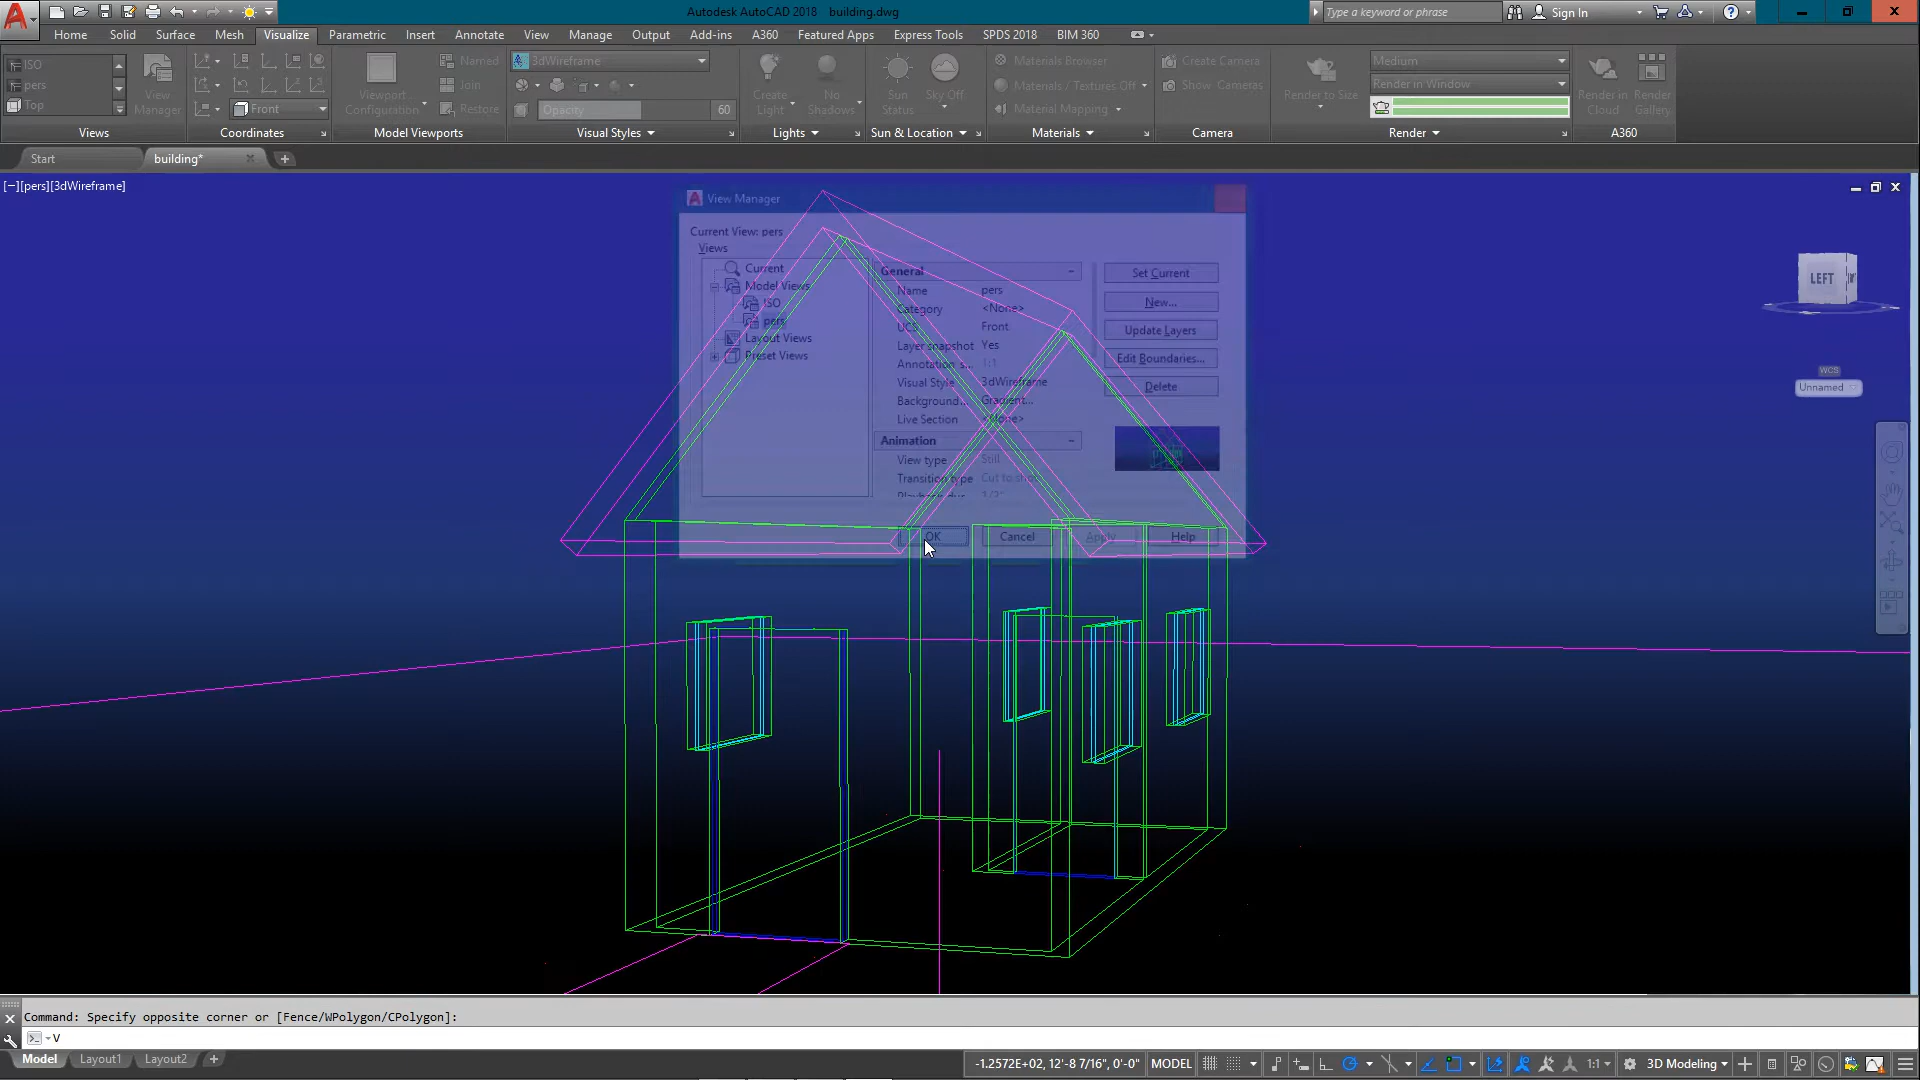 Autodesk AutoCAD 2018 building.dwg
Type a keyword or phrase
Sign In
Home Solid Surface Mesh Visualize Parametric Insert Annotate View Manage Output Add-ins A360 Featured Apps Express Tools SPDS 2018 BIM 360
ISO
pers
Top
View
Manager
Front
Viewport
Configuration
Named
Join
Restore
3dWireframe
Opacity 60
Create
Light
No
Shadows
Sun
Status
Sky Off
Materials Browser
Materials / Textures Off
Material Mapping
Create Camera
Show Cameras
Render to Size
Medium
Render in Window
Render in
Cloud
Render
Gallery
Views Coordinates Model Viewports Visual Styles Lights Sun & Location Materials Camera Render A360
Start building*
[−][pers][3dWireframe]
View Manager
Current View: pers
Views
Current
Model Views
ISO
pers
Layout Views
Preset Views
General
Name pers
Category <None>
UCS Front
Layer snapshot Yes
Annotation s... 1:1
Visual Style 3dWireframe
Background... Gradient...
Live Section <None>
Animation
View type Still
Transition type
Set Current
New...
Update Layers
Edit Boundaries...
Delete
OK Cancel Apply Help
LEFT
WCS
Unnamed
Command: Specify opposite corner or [Fence/WPolygon/CPolygon]:
V
Model Layout1 Layout2
-1.2572E+02, 12'-8 7/16", 0'-0" MODEL 1:1 3D Modeling